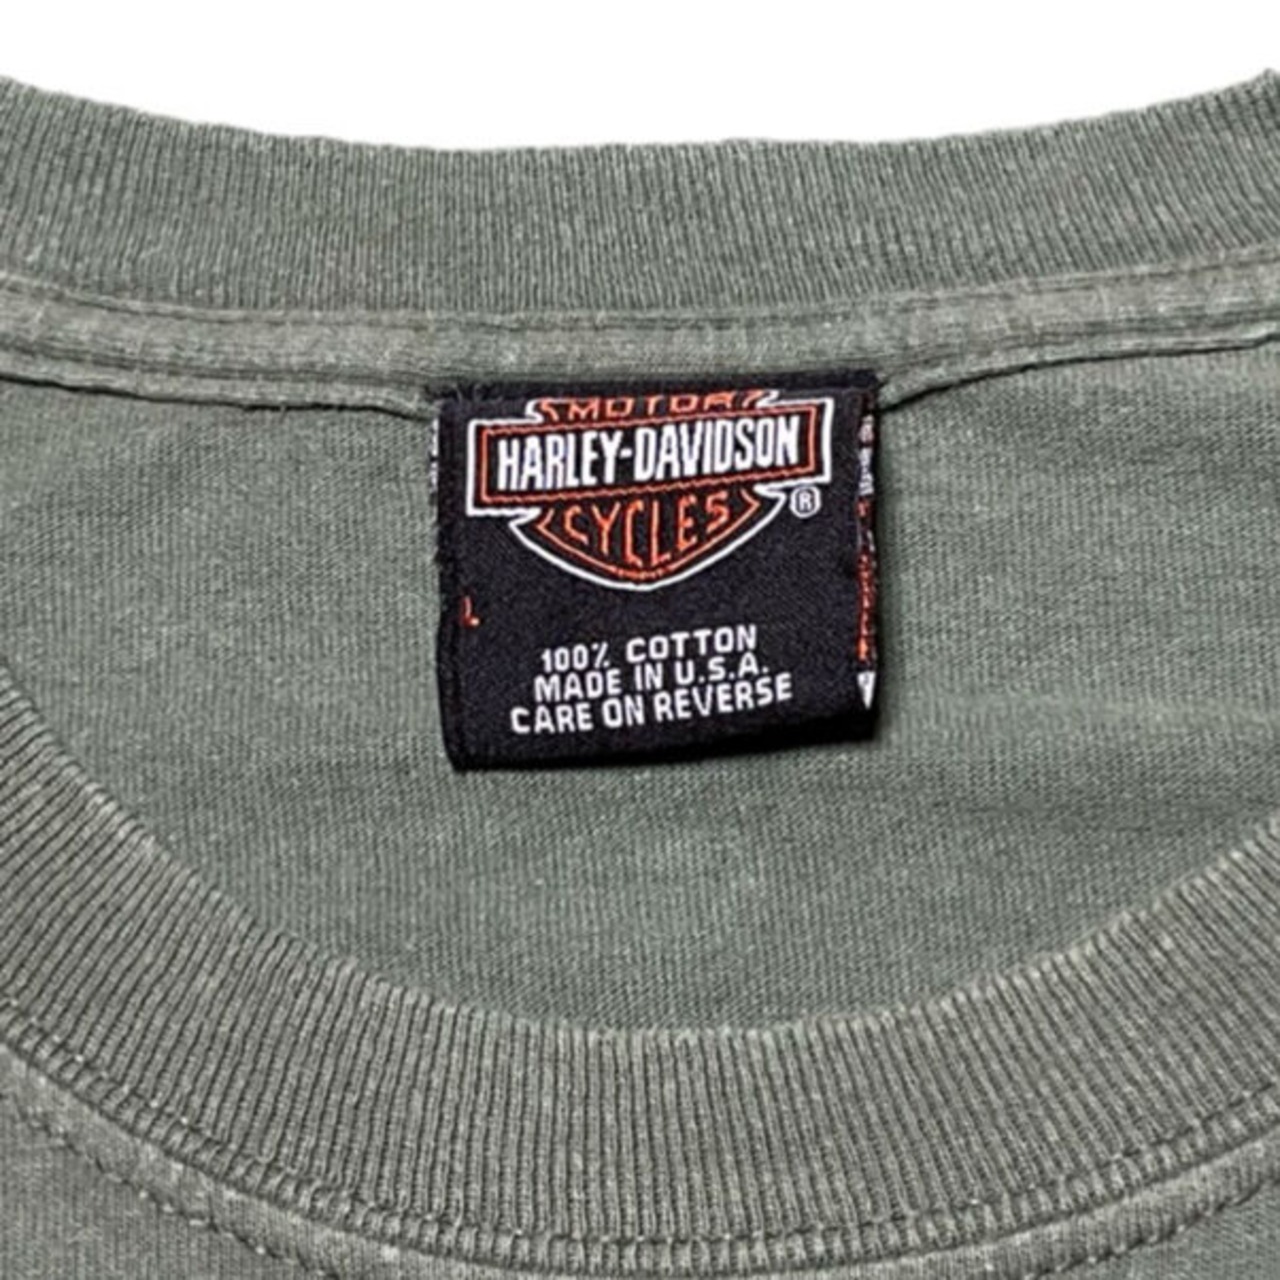 MOTOR
HARLEY-DAVIDSON
CYCLES
®
L
100% COTTON
MADE IN U.S.A.
CARE ON REVERSE